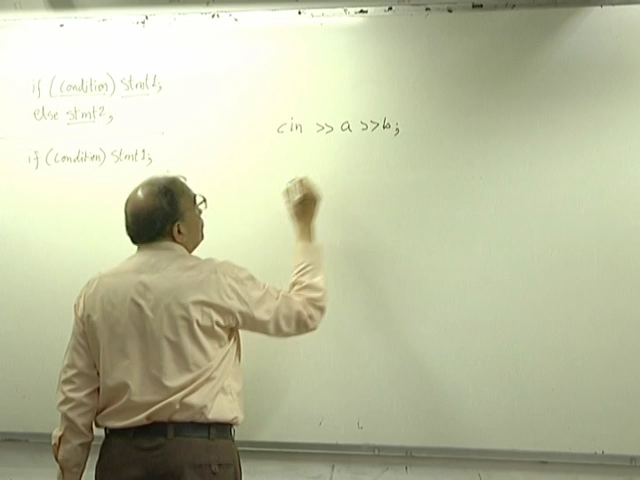 if (condition) stmt1;
else stmt2;
if (condition) stmt1;
cin >> a >> b;